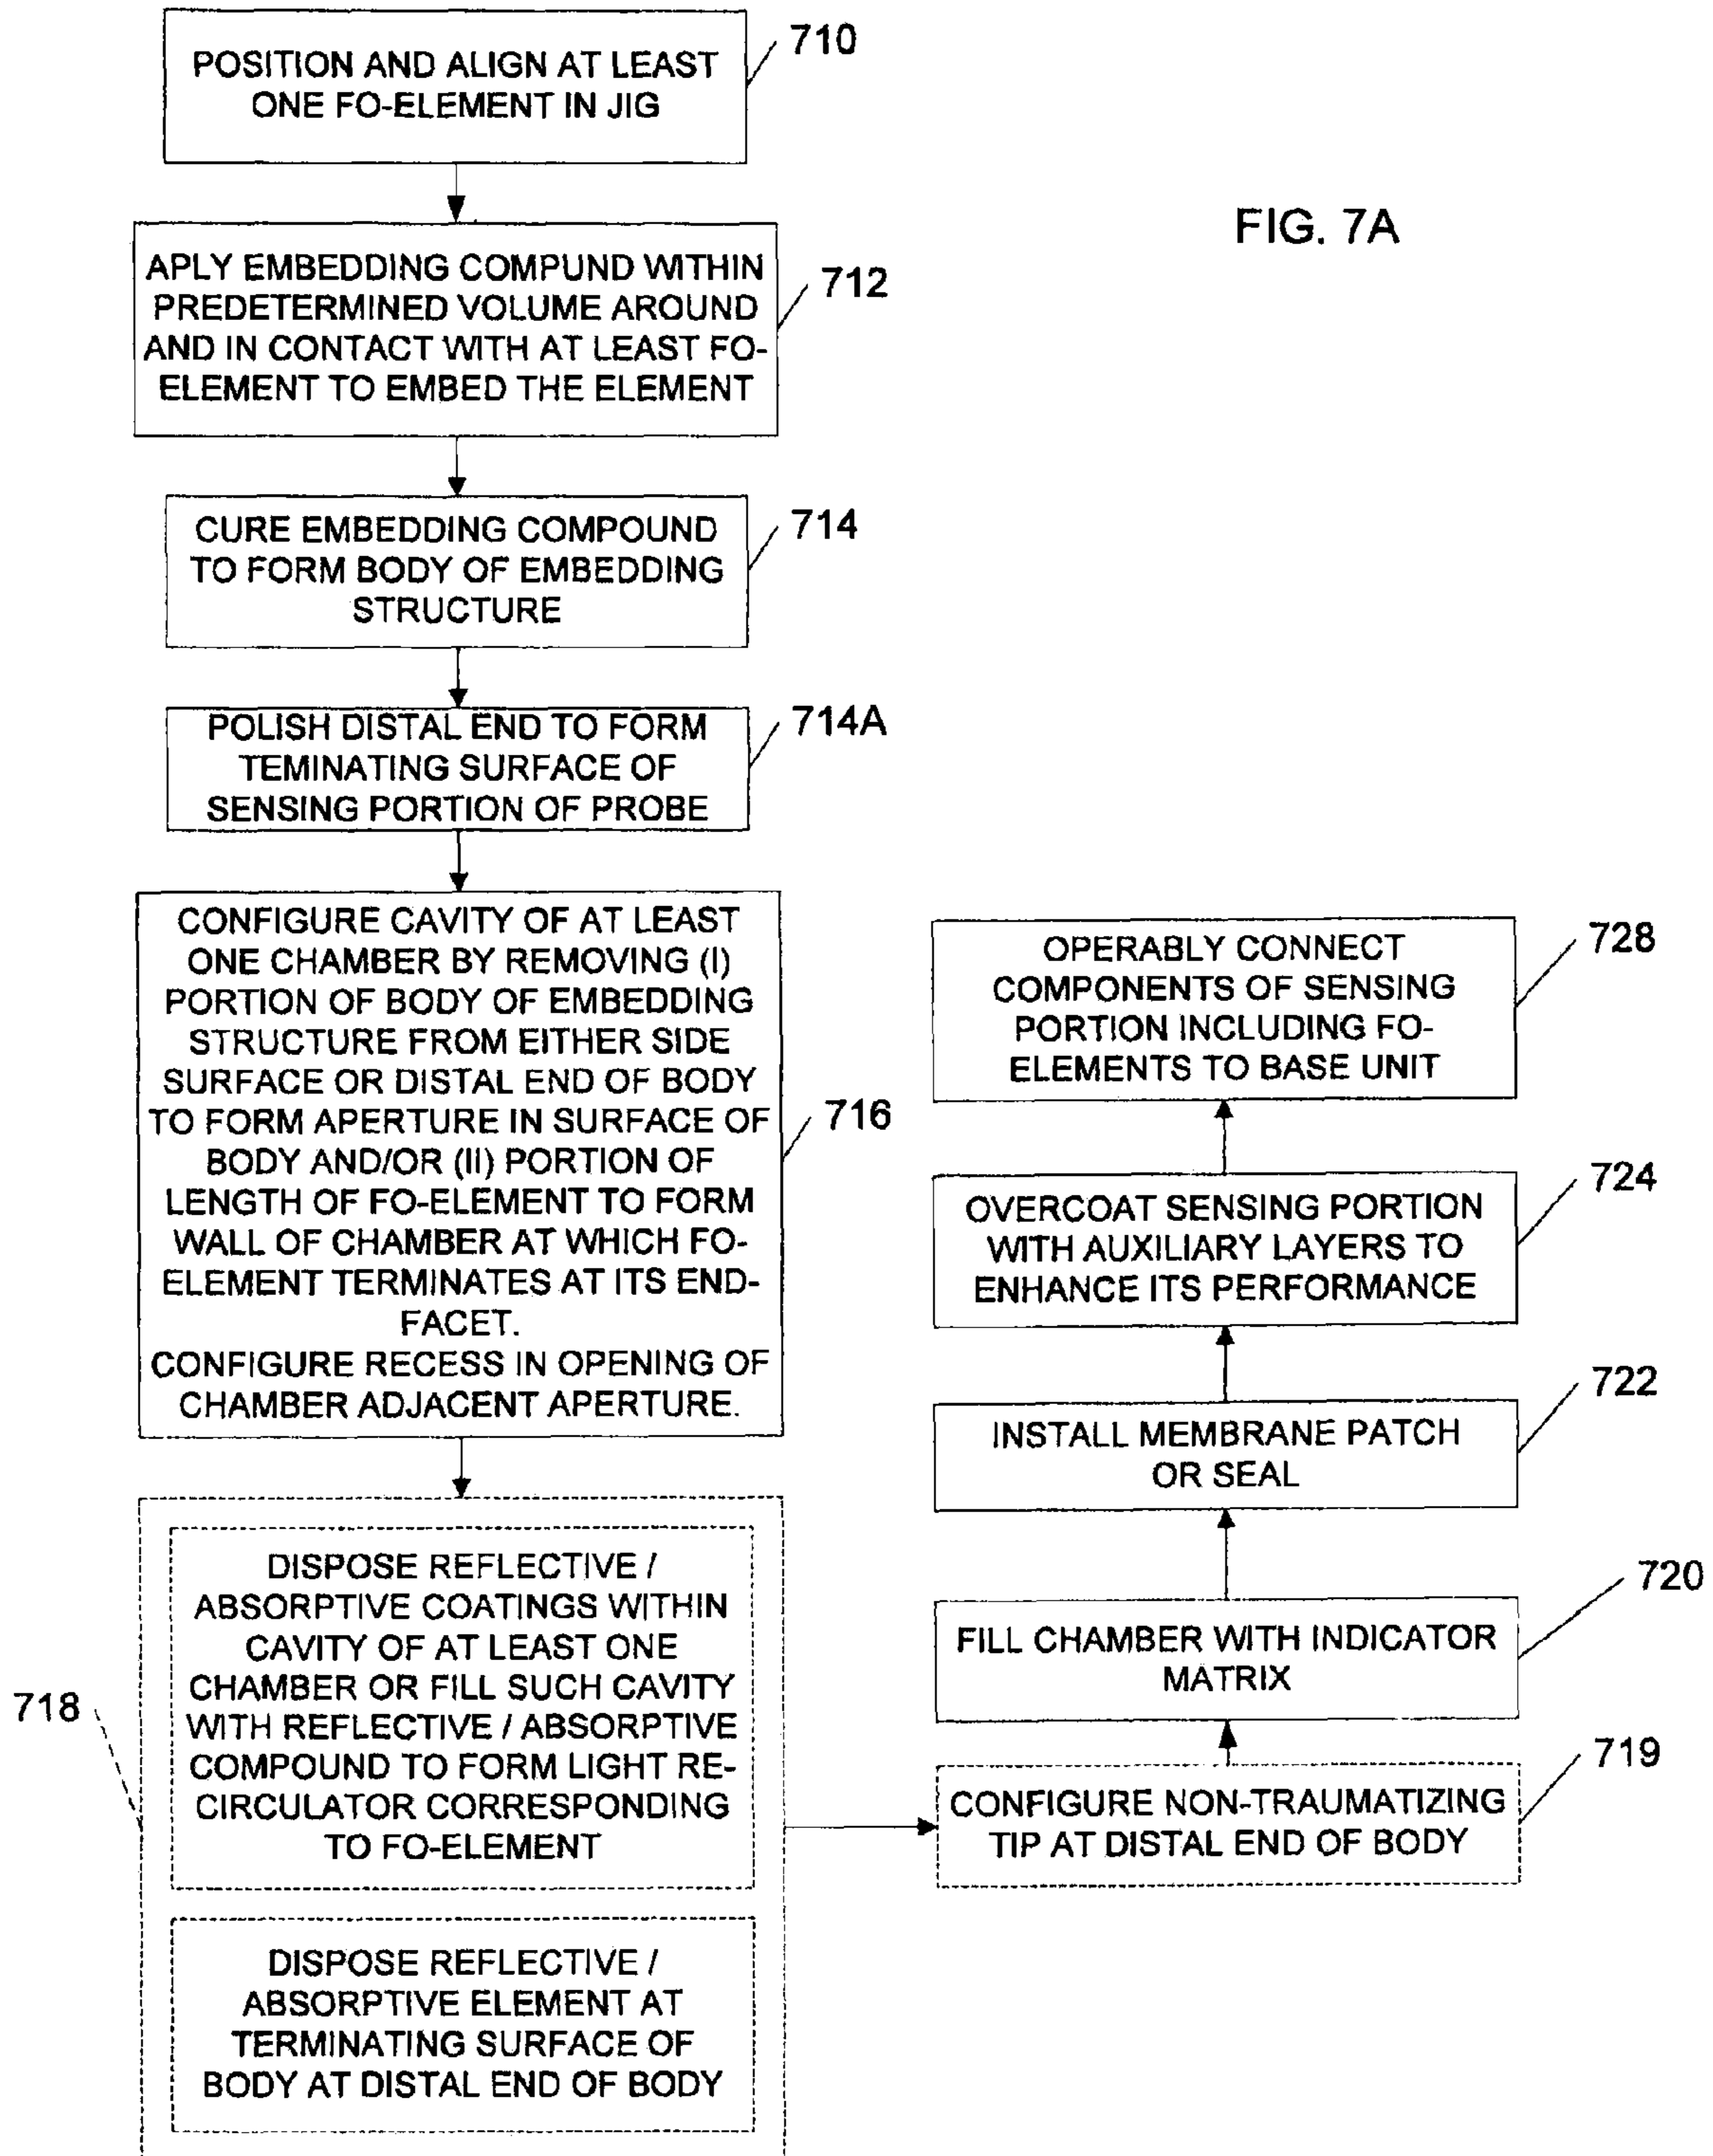 710
POSITION AND ALIGN AT LEAST
ONE FO-ELEMENT IN JIG
FIG. 7A
712
APLY EMBEDDING COMPUND WITHIN
PREDETERMINED VOLUME AROUND
AND IN CONTACT WITH AT LEAST FO-
ELEMENT TO EMBED THE ELEMENT
714
CURE EMBEDDING COMPOUND
TO FORM BODY OF EMBEDDING
STRUCTURE
714A
POLISH DISTAL END TO FORM
TEMINATING SURFACE OF
SENSING PORTION OF PROBE
716
CONFIGURE CAVITY OF AT LEAST
ONE CHAMBER BY REMOVING (I)
PORTION OF BODY OF EMBEDDING
STRUCTURE FROM EITHER SIDE
SURFACE OR DISTAL END OF BODY
TO FORM APERTURE IN SURFACE OF
BODY AND/OR (II) PORTION OF
LENGTH OF FO-ELEMENT TO FORM
WALL OF CHAMBER AT WHICH FO-
ELEMENT TERMINATES AT ITS END-
FACET.
CONFIGURE RECESS IN OPENING OF
CHAMBER ADJACENT APERTURE.
718
DISPOSE REFLECTIVE /
ABSORPTIVE COATINGS WITHIN
CAVITY OF AT LEAST ONE
CHAMBER OR FILL SUCH CAVITY
WITH REFLECTIVE / ABSORPTIVE
COMPOUND TO FORM LIGHT RE-
CIRCULATOR CORRESPONDING
TO FO-ELEMENT
DISPOSE REFLECTIVE /
ABSORPTIVE ELEMENT AT
TERMINATING SURFACE OF
BODY AT DISTAL END OF BODY
719
CONFIGURE NON-TRAUMATIZING
TIP AT DISTAL END OF BODY
720
FILL CHAMBER WITH INDICATOR
MATRIX
722
INSTALL MEMBRANE PATCH
OR SEAL
724
OVERCOAT SENSING PORTION
WITH AUXILIARY LAYERS TO
ENHANCE ITS PERFORMANCE
728
OPERABLY CONNECT
COMPONENTS OF SENSING
PORTION INCLUDING FO-
ELEMENTS TO BASE UNIT